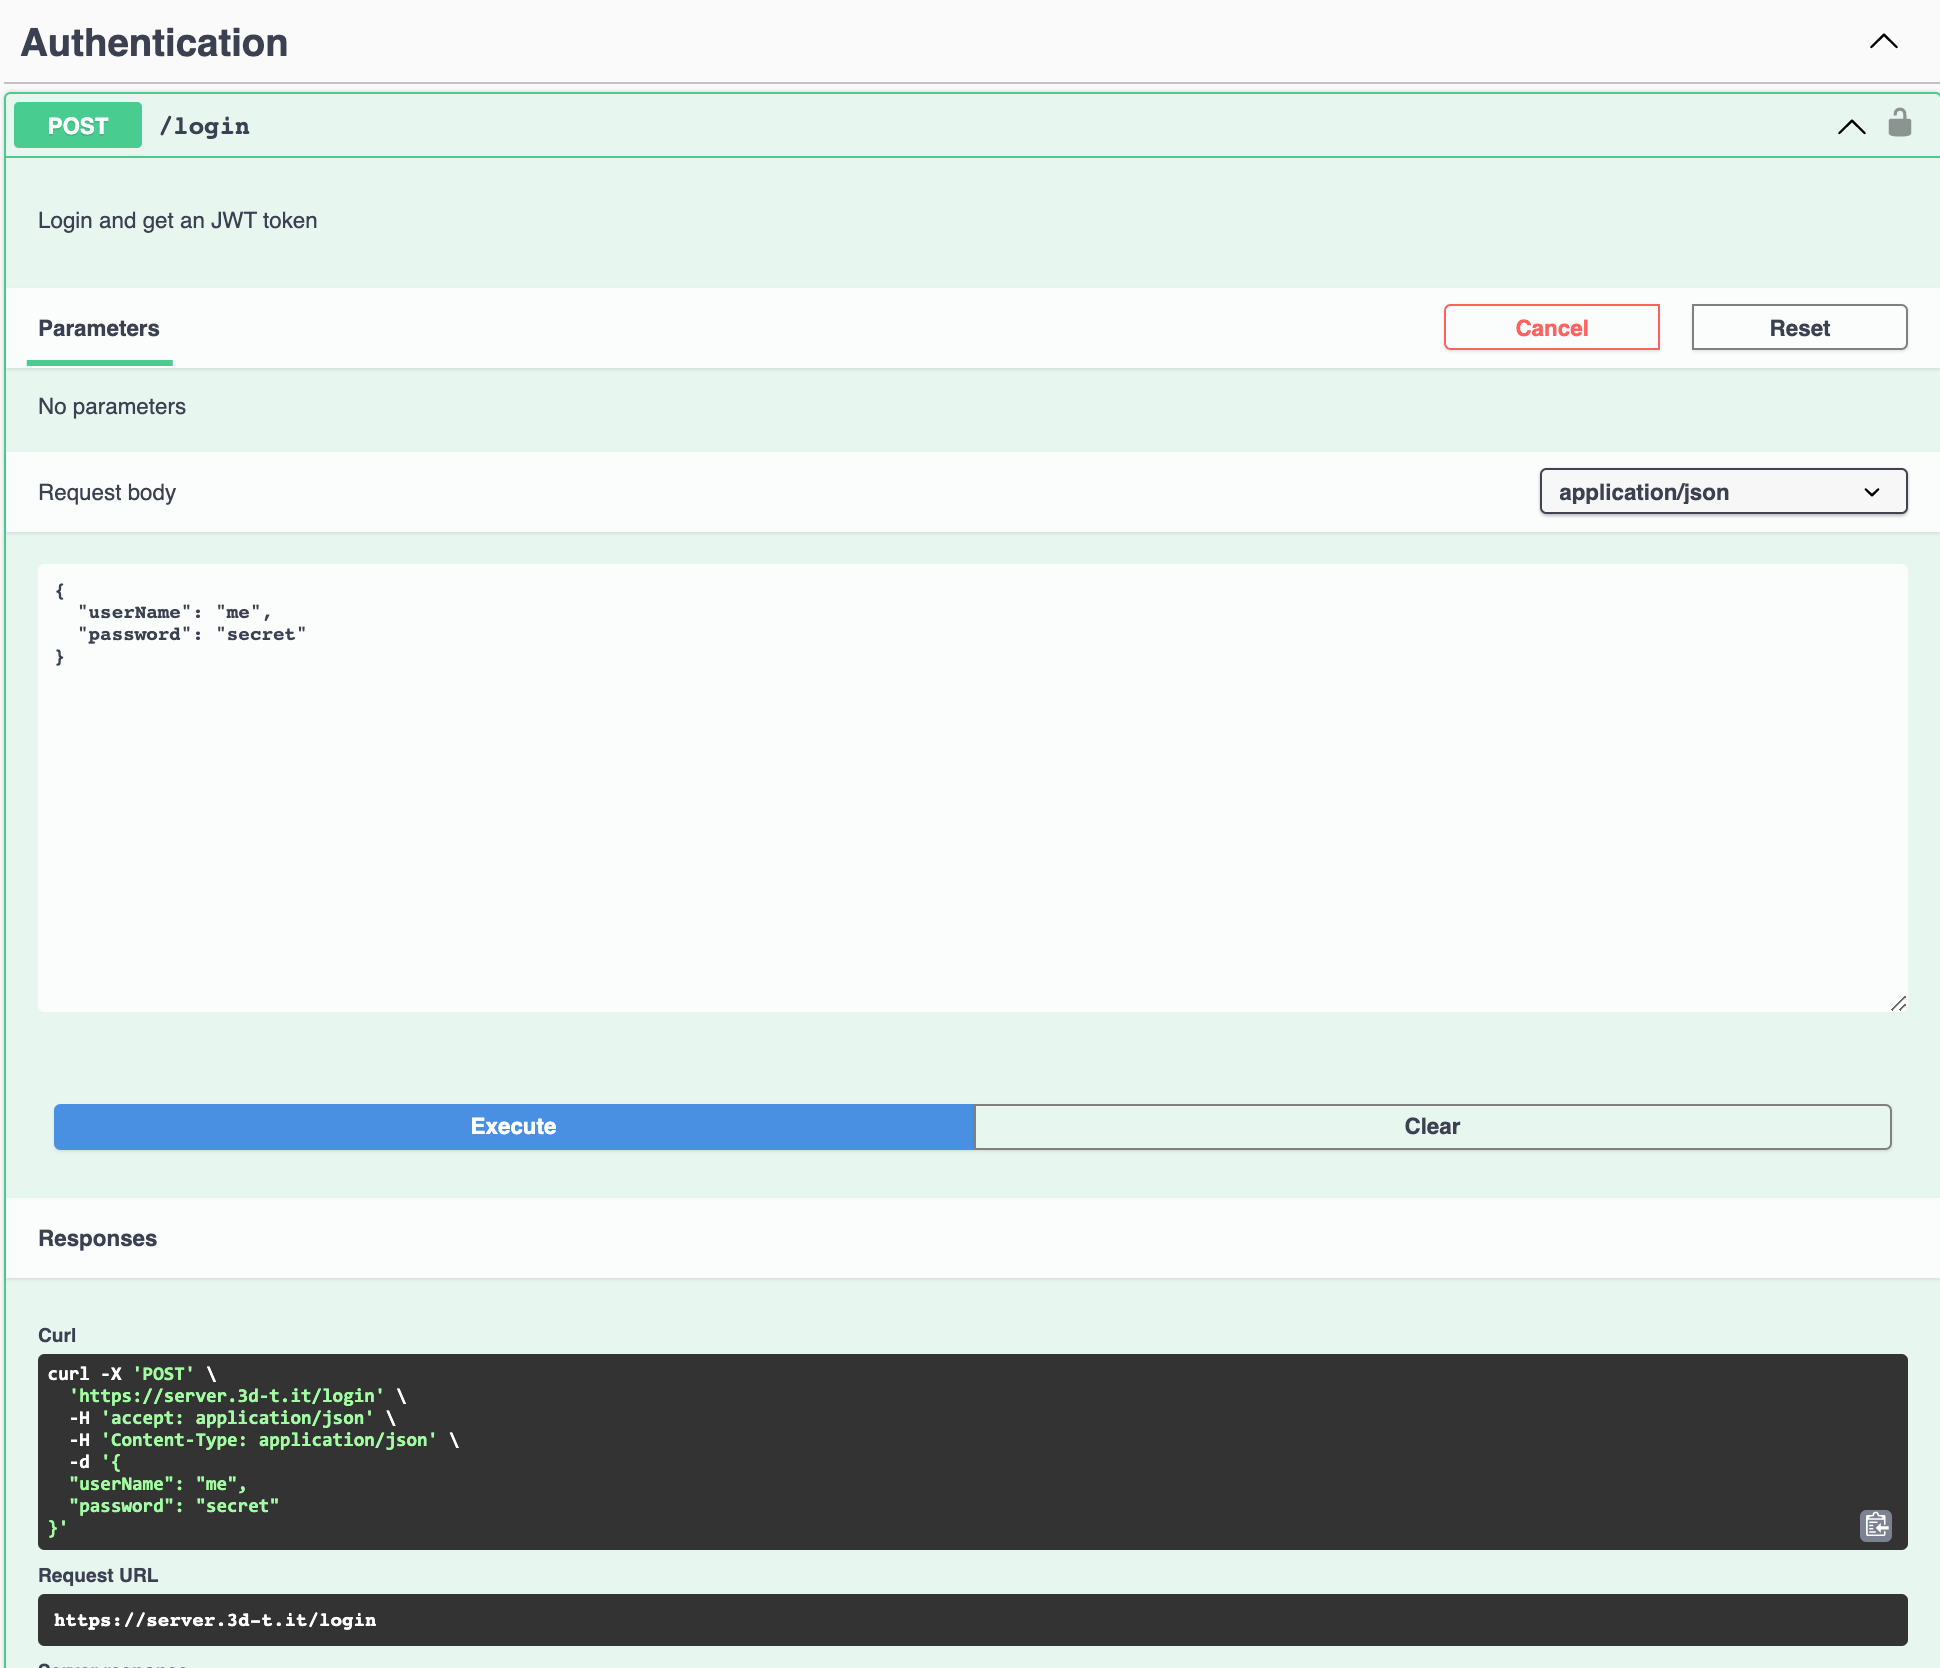 Authentication
POST /login
Login and get an JWT token
Parameters
Cancel
Reset
No parameters
Request body
application/json
{
  "userName": "me",
  "password": "secret"
}
Execute
Clear
Responses
Curl
curl -X 'POST' \
  'https://server.3d-t.it/login' \
  -H 'accept: application/json' \
  -H 'Content-Type: application/json' \
  -d '{
  "userName": "me",
  "password": "secret"
}'
Request URL
https://server.3d-t.it/login